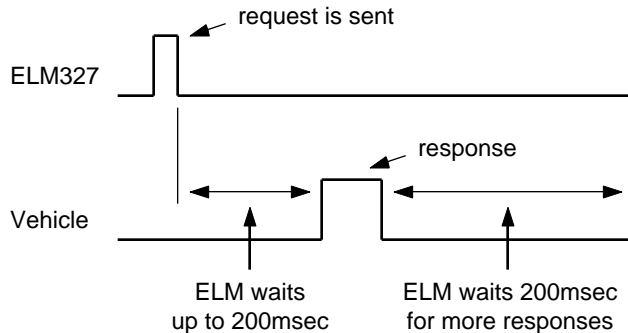 request is sent
ELM327
response
Vehicle
ELM waits
up to 200msec
ELM waits 200msec
for more responses